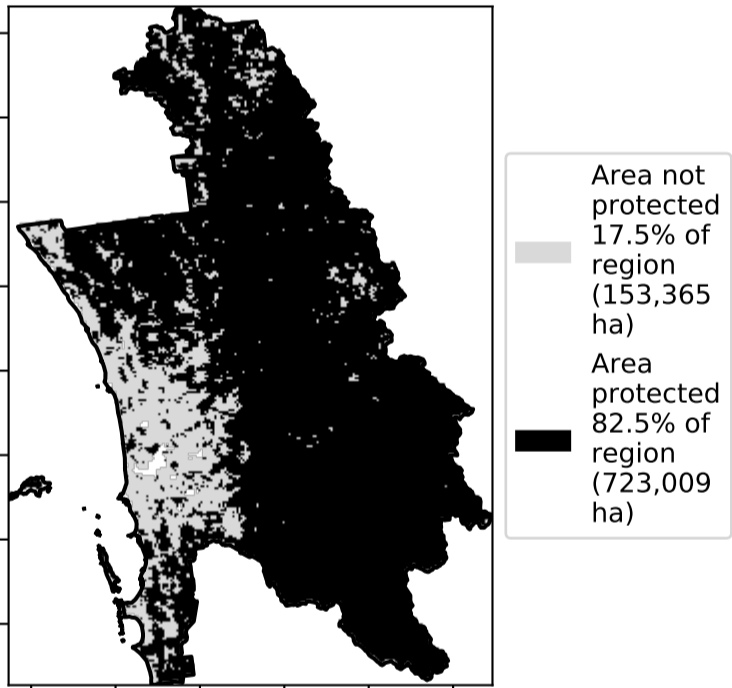 Area not
protected
17.5% of
region
(153,365
ha)
Area
protected
82.5% of
region
(723,009
ha)